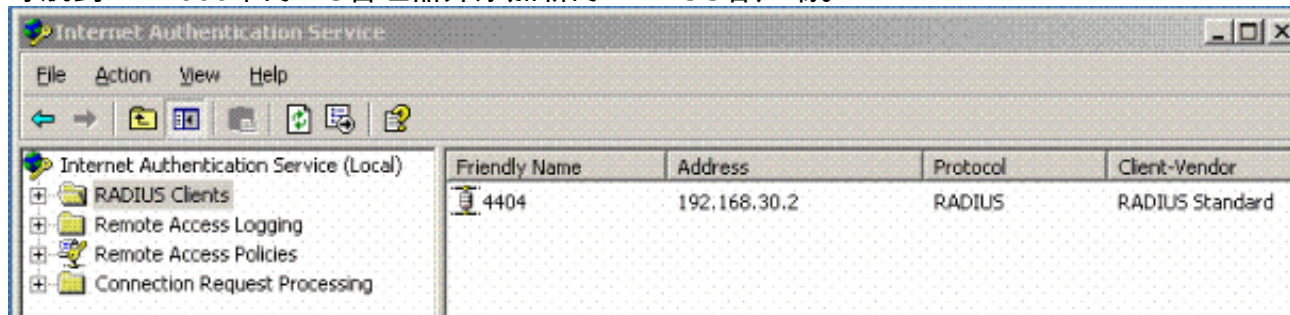 Internet Authentication Service
File Action View Help
Internet Authentication Service (Local)
RADIUS Clients
Remote Access Logging
Remote Access Policies
Connection Request Processing
Friendly Name Address Protocol Client-Vendor
4404 192.168.30.2 RADIUS RADIUS Standard